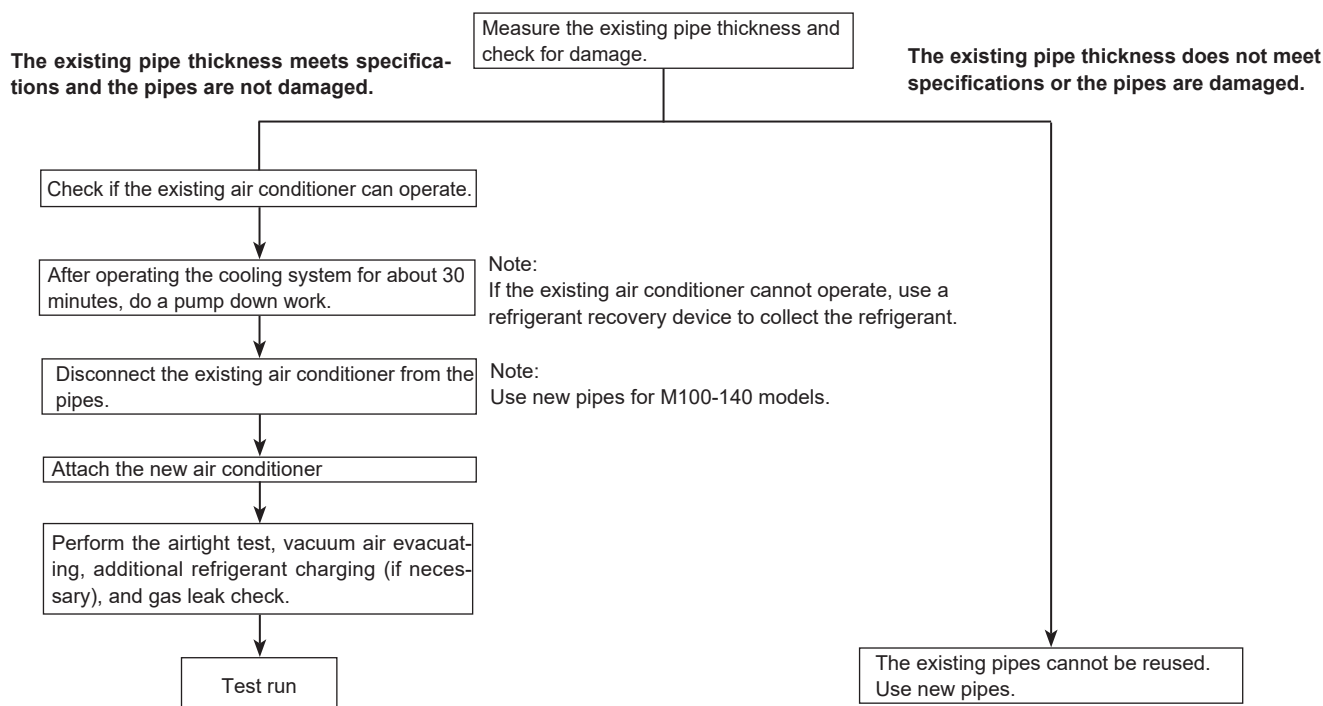 Measure the existing pipe thickness and
check for damage.
The existing pipe thickness meets specifica-
tions and the pipes are not damaged.
The existing pipe thickness does not meet
specifications or the pipes are damaged.
Check if the existing air conditioner can operate.
After operating the cooling system for about 30
minutes, do a pump down work.
Note:
If the existing air conditioner cannot operate, use a
refrigerant recovery device to collect the refrigerant.
Disconnect the existing air conditioner from the
pipes.
Note:
Use new pipes for M100-140 models.
Attach the new air conditioner
Perform the airtight test, vacuum air evacuat-
ing, additional refrigerant charging (if neces-
sary), and gas leak check.
Test run
The existing pipes cannot be reused.
Use new pipes.